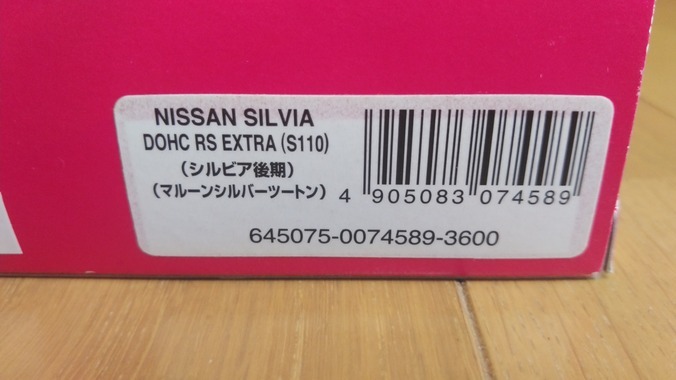 NISSAN SILVIA
DOHC RS EXTRA (S110)
(シルビア後期)
(マルーンシルバーツートン)
4 905083 074589
645075-0074589-3600